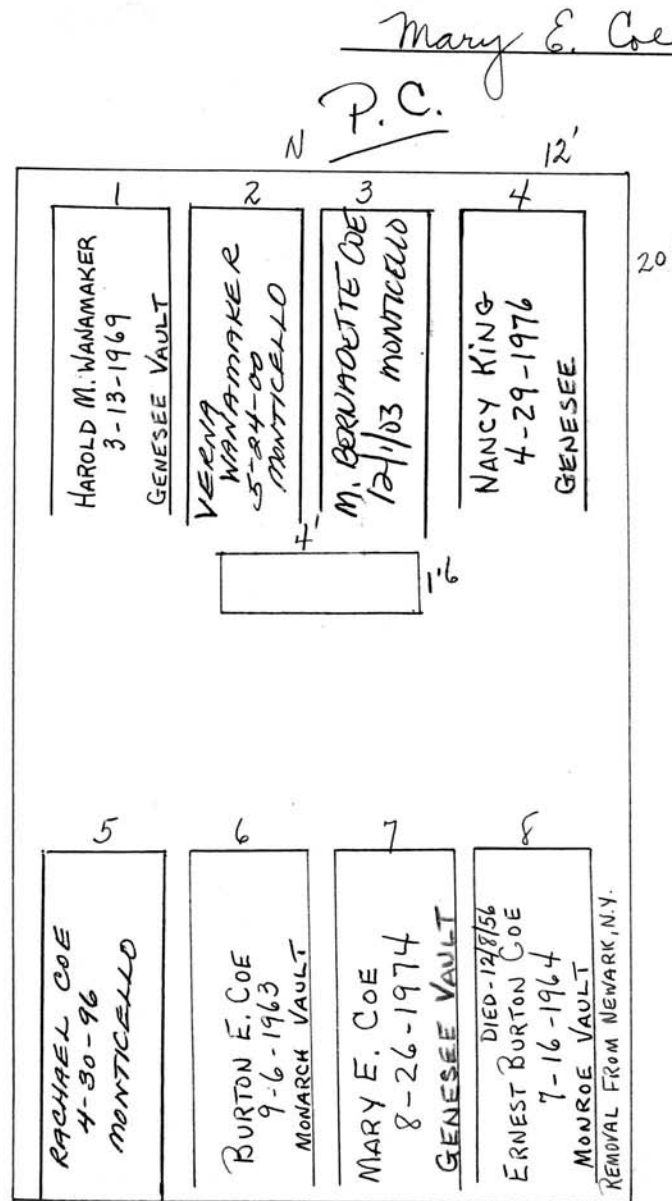 Mary E. Coe
P.C.
N
12'
20
1
HAROLD M. WANAMAKER
3-13-1969
GENESEE VAULT
2
VERNA
WANAMAKER
5-24-00
MONTICELLO
3
M. BERNADETTE COE
12/1/03 MONTICELLO
4
NANCY KING
4-29-1976
GENESEE
4'
1'6
5
RACHAEL COE
4-30-96
MONTICELLO
6
BURTON E. COE
9-6-1963
MONARCH VAULT
7
MARY E. COE
8-26-1974
GENESEE VAULT
8
DIED-12/8/56
ERNEST BURTON COE
7-16-1964
MONROE VAULT
REMOVAL FROM NEWARK, N.Y.